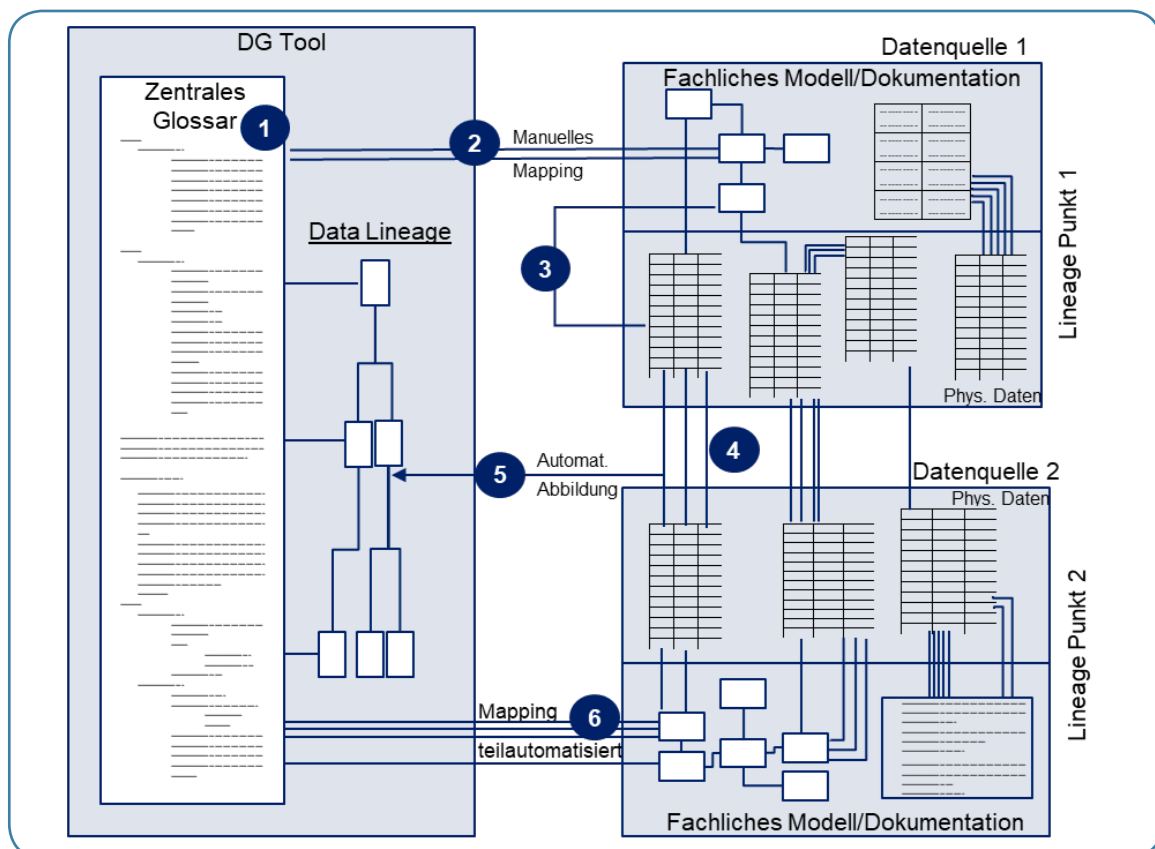 DG Tool
Zentrales
Glossar
1
Data Lineage
2
Manuelles
Mapping
3
4
5
Automat.
Abbildung
Mapping
6
teilautomatisiert
Datenquelle 1
Fachliches Modell/Dokumentation
Phys. Daten
Lineage Punkt 1
Datenquelle 2
Phys. Daten
Lineage Punkt 2
Fachliches Modell/Dokumentation